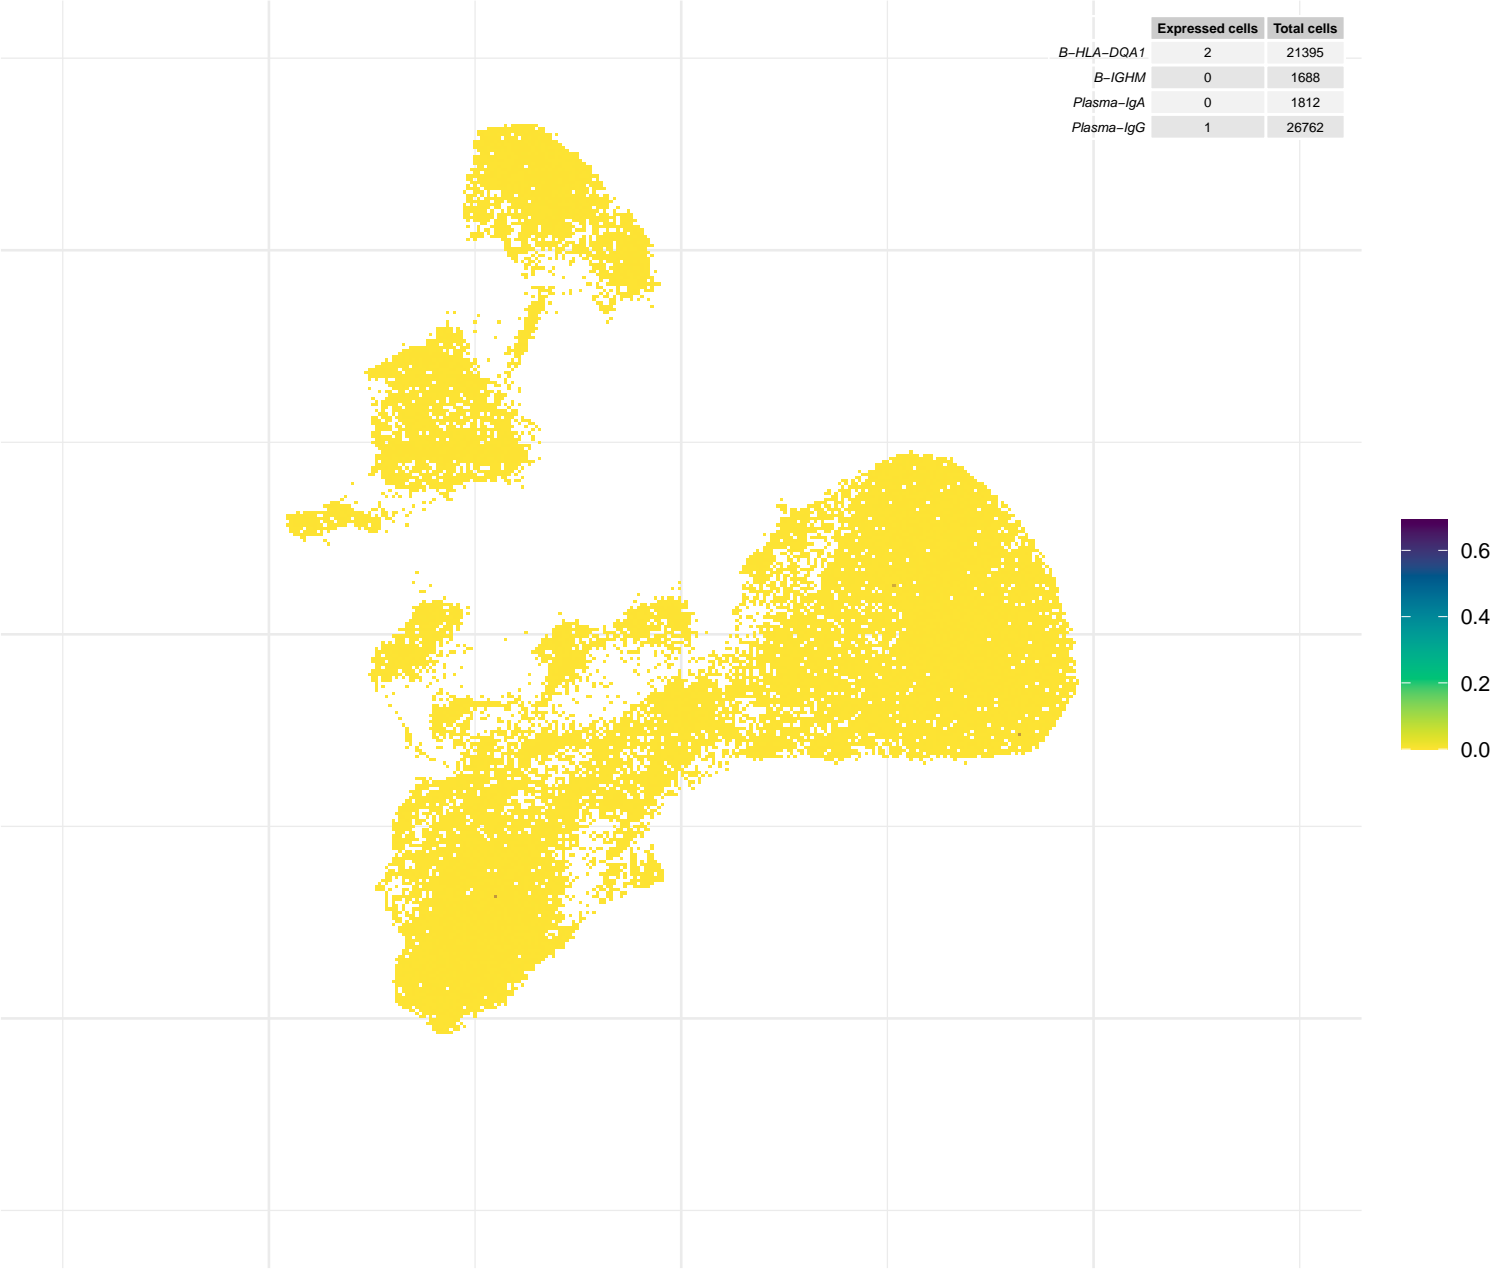 Expressed cells Total cells
B−HLA−DQA1 2 21395
B−IGHM 0 1688
Plasma−IgA 0 1812
Plasma−IgG 1 26762
0.6
0.4
0.2
0.0